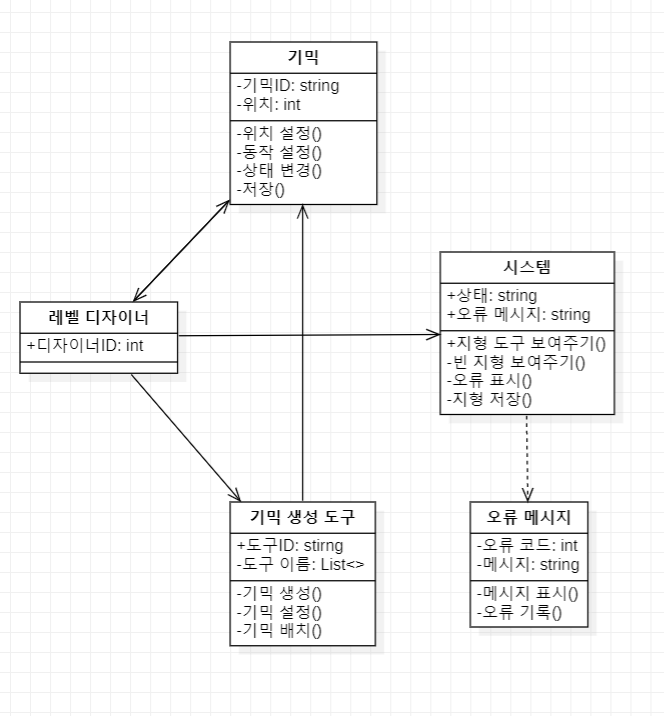 기믹
-기믹ID: string
-위치: int
-위치 설정()
-동작 설정()
-상태 변경()
-저장()
시스템
+상태: string
+오류 메시지: string
+지형 도구 보여주기()
-빈 지형 보여주기()
-오류 표시()
-지형 저장()
레벨 디자이너
+디자이너ID: int
기믹 생성 도구
+도구ID: stirng
-도구 이름: List<>
-기믹 생성()
-기믹 설정()
-기믹 배치()
오류 메시지
-오류 코드: int
-메시지: string
-메시지 표시()
-오류 기록()